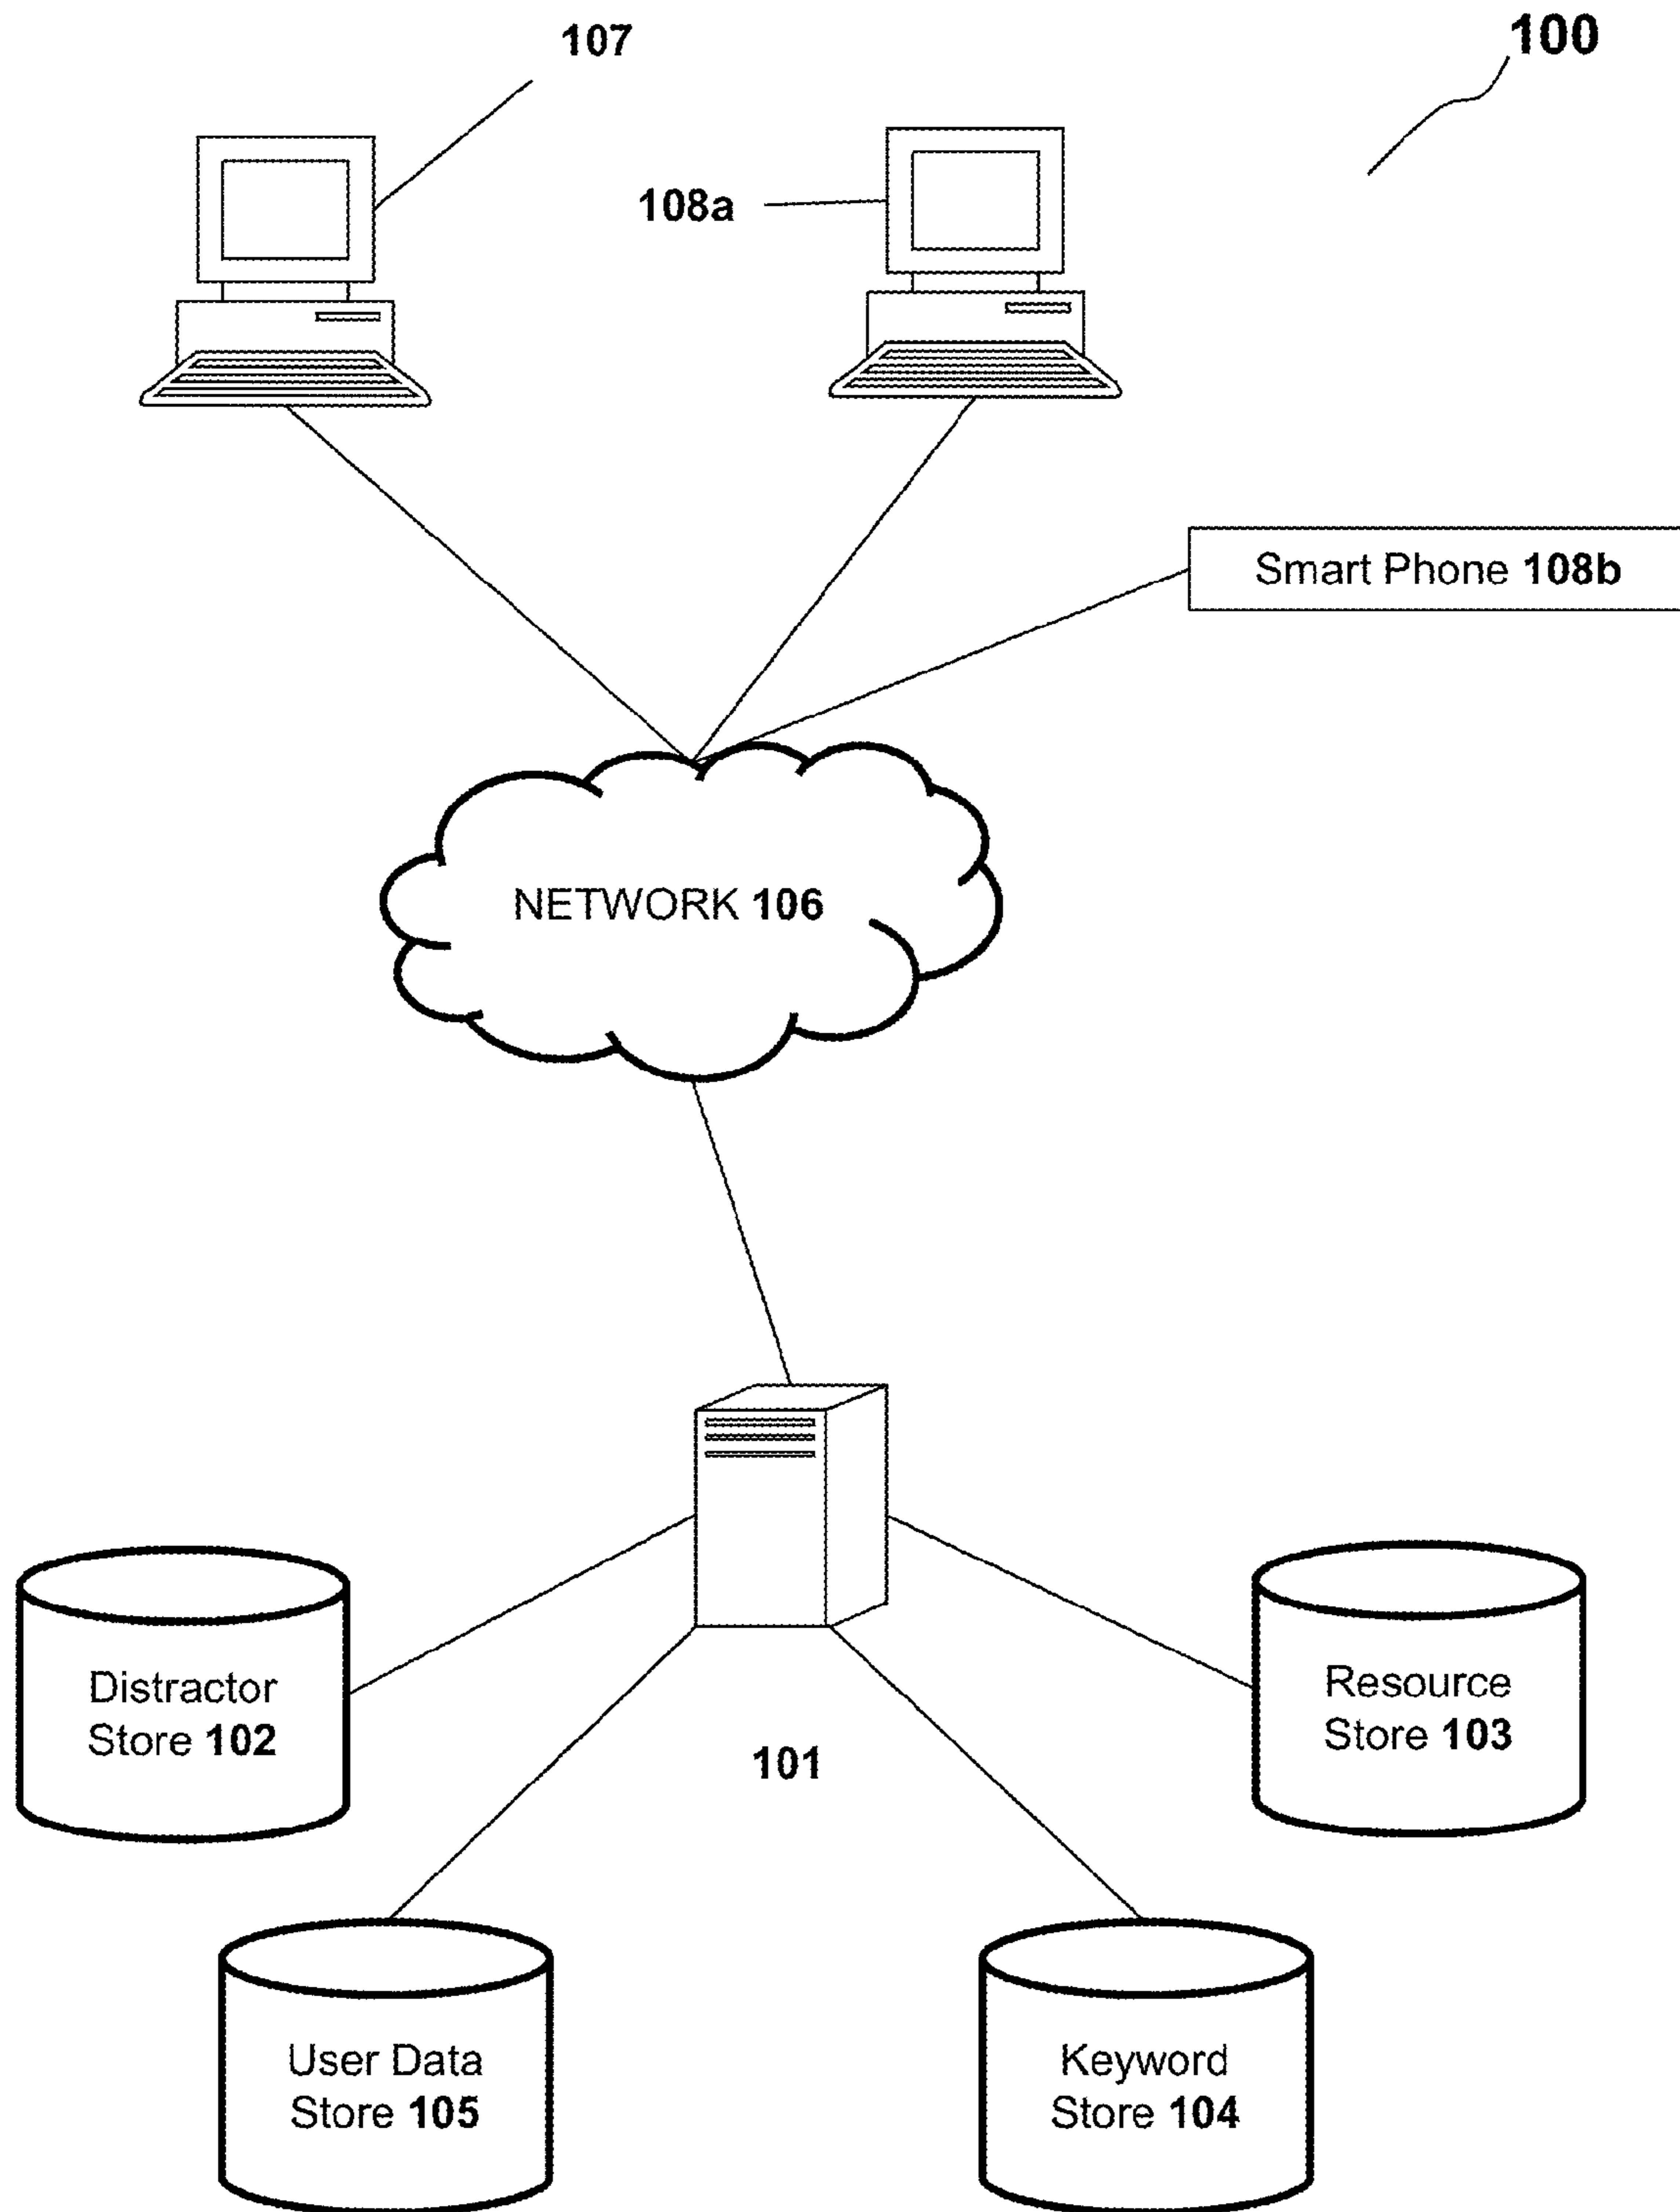 107
100
108a
Smart Phone 108b
NETWORK 106
Distractor
Store 102
Resource
Store 103
101
User Data
Store 105
Keyword
Store 104